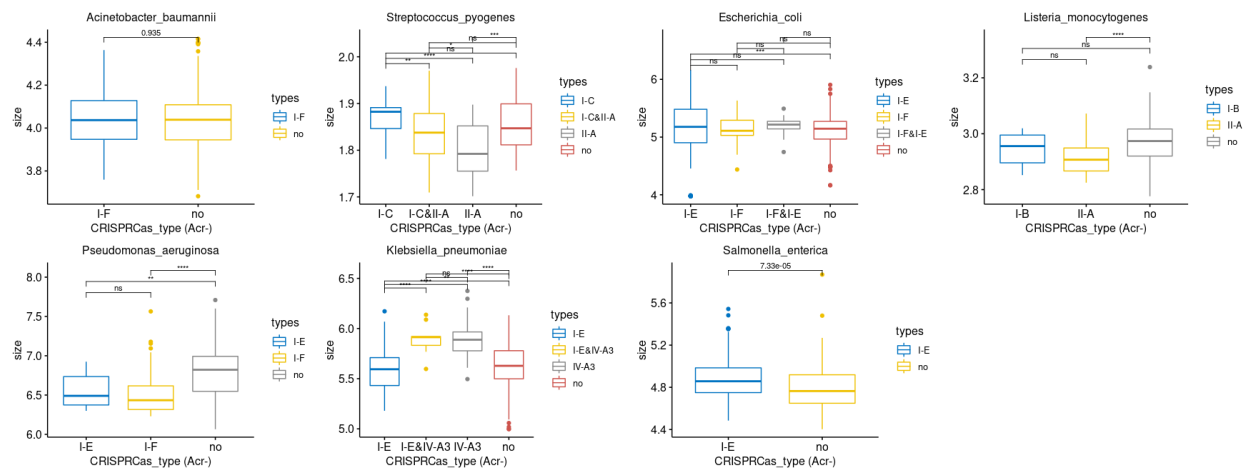 Acinetobacter_baumannii
0.935
4.4
4.2
4.0
3.8
size
I-F
no
CRISPRCas_type (Acr-)
types
I-F
no
Streptococcus_pyogenes
***
ns
*
ns
****
ns
**
2.0
1.9
1.8
1.7
size
I-C
I-C&II-A
II-A
no
CRISPRCas_type (Acr-)
types
I-C
I-C&II-A
II-A
no
Escherichia_coli
ns
ns
ns
***
ns
ns
6
5
4
size
I-E
I-F
I-F&I-E
no
CRISPRCas_type (Acr-)
types
I-E
I-F
I-F&I-E
no
Listeria_monocytogenes
****
ns
ns
3.2
3.0
2.8
size
I-B
II-A
no
CRISPRCas_type (Acr-)
types
I-B
II-A
no
Pseudomonas_aeruginosa
****
**
ns
8.0
7.5
7.0
6.5
6.0
size
I-E
I-F
no
CRISPRCas_type (Acr-)
types
I-E
I-F
no
Klebsiella_pneumoniae
****
ns
****
****
****
6.5
6.0
5.5
5.0
size
I-E
I-E&IV-A3
IV-A3
no
CRISPRCas_type (Acr-)
types
I-E
I-E&IV-A3
IV-A3
no
Salmonella_enterica
7.33e-05
5.6
5.2
4.8
4.4
size
I-E
no
CRISPRCas_type (Acr-)
types
I-E
no